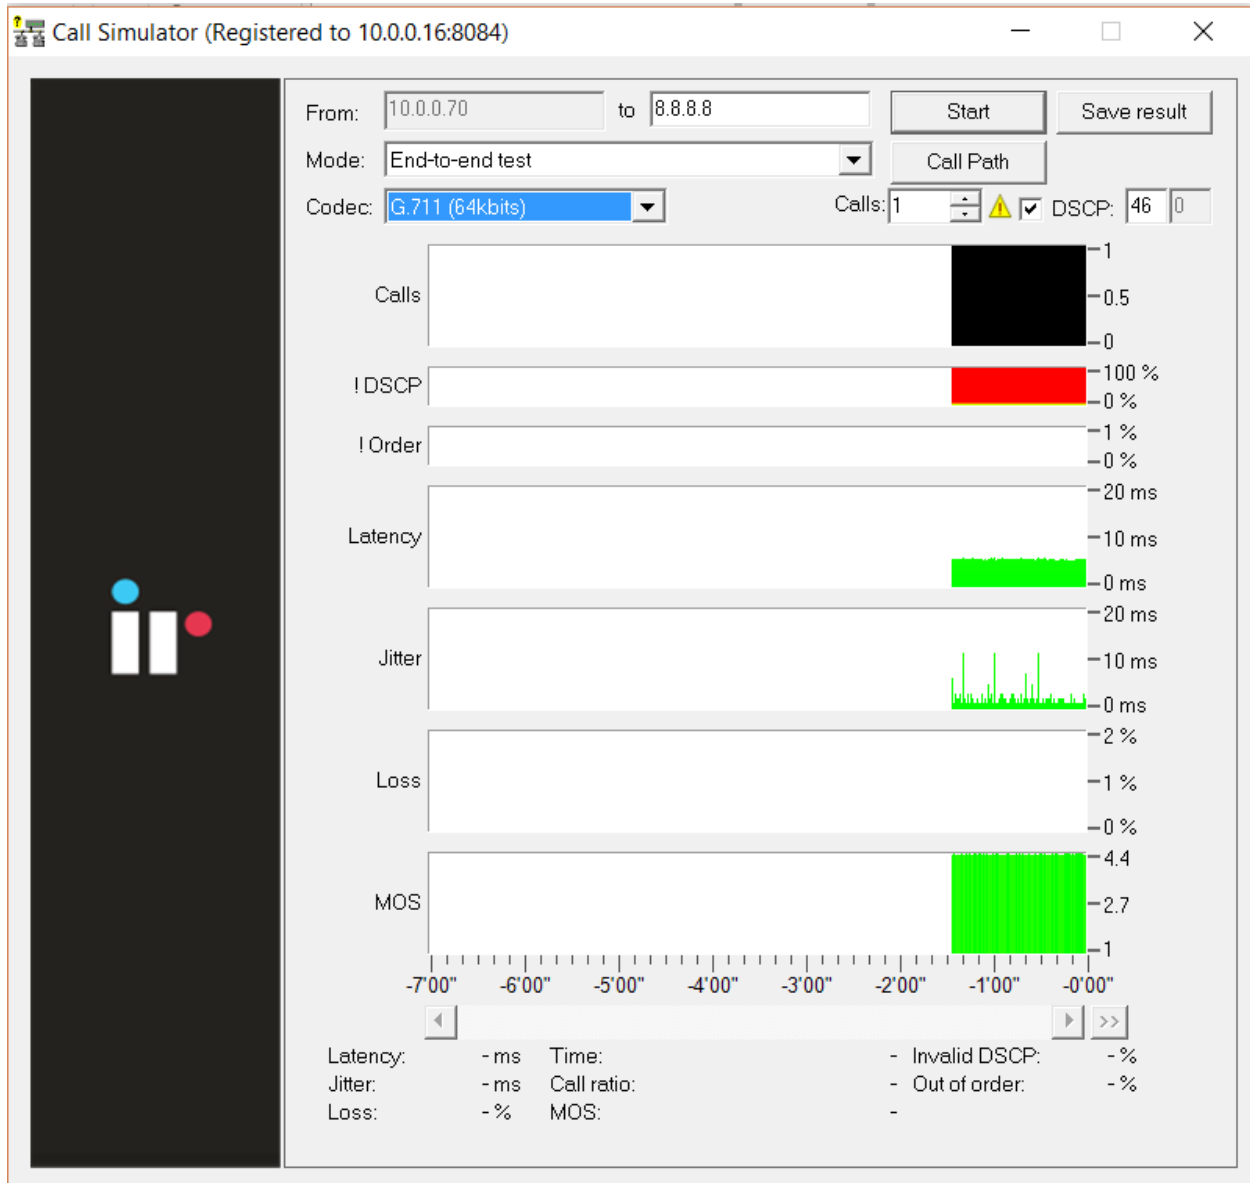 Call Simulator (Registered to 10.0.0.16:8084)
From: 10.0.0.70 to 8.8.8.8 Start Save result
Mode: End-to-end test Call Path
Codec: G.711 (64kbits) Calls: 1 DSCP: 46 0
Calls 1
0.5
0
! DSCP 100 %
0 %
! Order 1 %
0 %
Latency 20 ms
10 ms
0 ms
Jitter 20 ms
10 ms
0 ms
Loss 2 %
1 %
0 %
MOS 4.4
2.7
1
-7'00" -6'00" -5'00" -4'00" -3'00" -2'00" -1'00" -0'00"
>>
Latency: - ms Time: - Invalid DSCP: - %
Jitter: - ms Call ratio: - Out of order: - %
Loss: - % MOS: -
ir